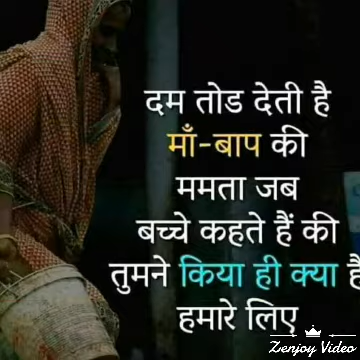 दम तोड देती है
माँ-बाप की
ममता जब
बच्चे कहते हैं की
तुमने किया ही क्या है
हमारे लिए
Zenjoy Video